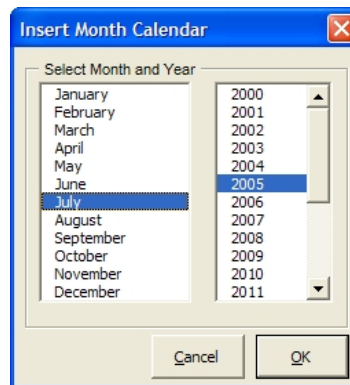 Insert Month Calendar
Select Month and Year
January
February
March
April
May
June
July
August
September
October
November
December
2000
2001
2002
2003
2004
2005
2006
2007
2008
2009
2010
2011
Cancel
OK